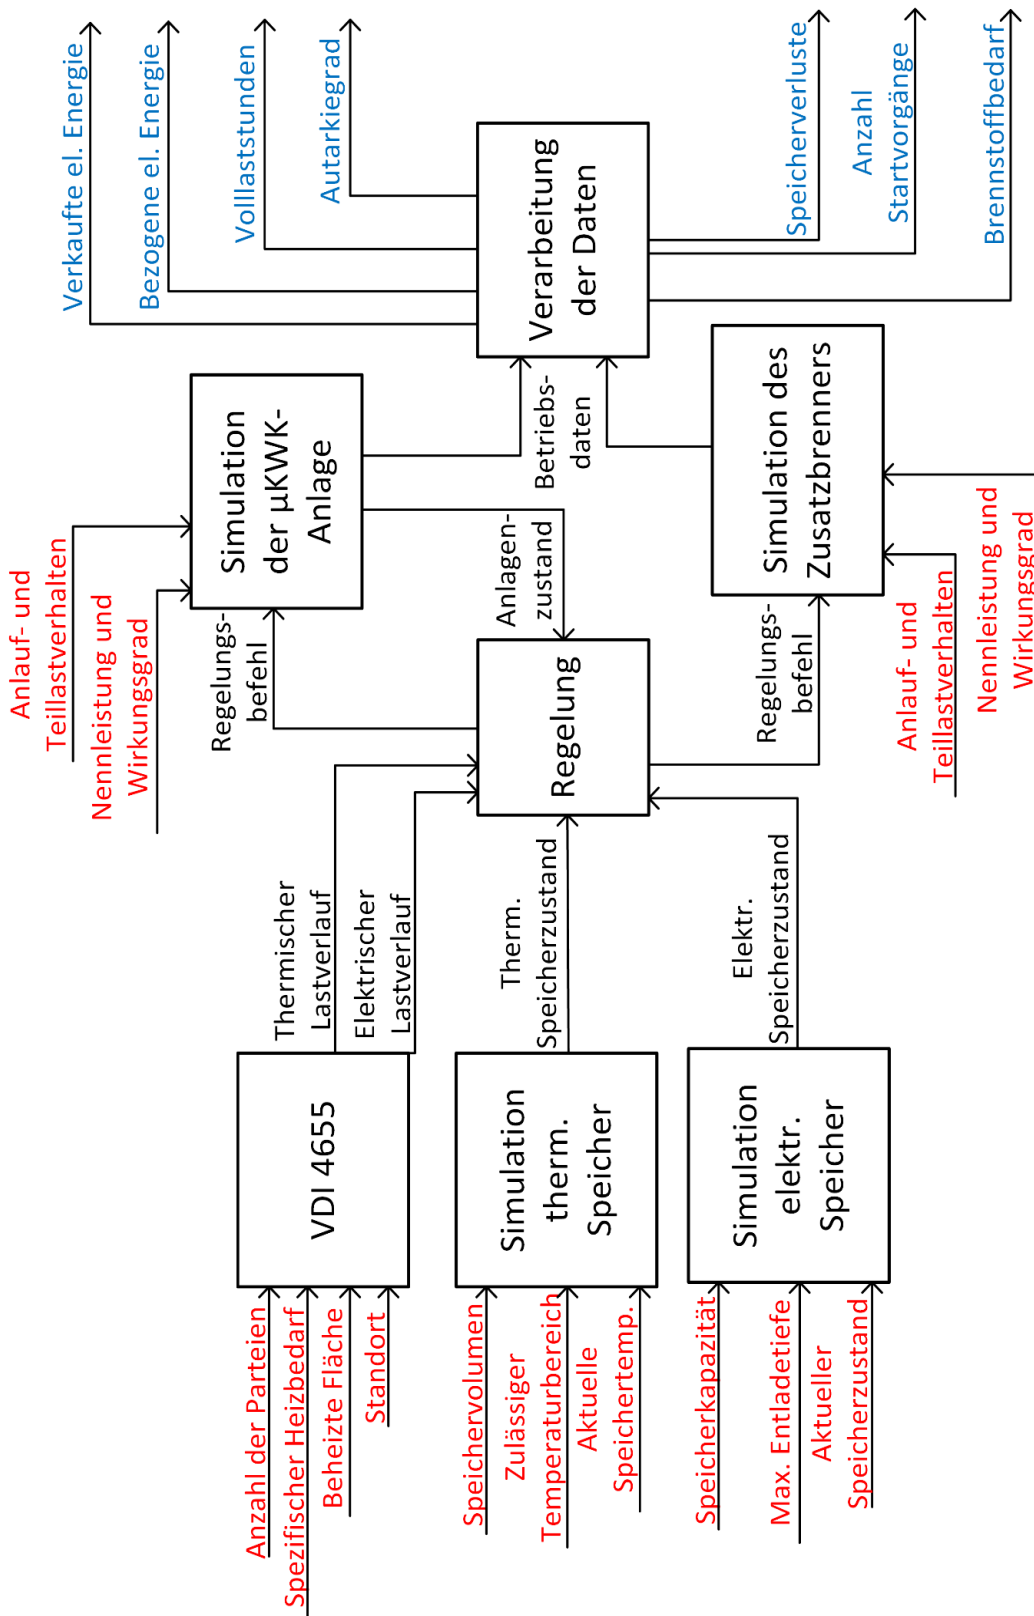 Anzahl der Parteien
Spezifischer Heizbedarf
Beheizte Fläche
Standort
VDI 4655
Thermischer
Lastverlauf
Elektrischer
Lastverlauf
Speichervolumen
Zulässiger
Temperaturbereich
Aktuelle
Speichertemp.
Simulation
therm.
Speicher
Therm.
Speicherzustand
Speicherkapazität
Max. Entladetiefe
Aktueller
Speicherzustand
Simulation
elektr.
Speicher
Elektr.
Speicherzustand
Anlauf- und
Teillastverhalten
Nennleistung und
Wirkungsgrad
Regelungs-
befehl
Simulation
der µKWK-
Anlage
Anlagen-
zustand
Regelung
Regelungs-
befehl
Anlauf- und
Teillastverhalten
Nennleistung und
Wirkungsgrad
Simulation des
Zusatzbrenners
Betriebs-
daten
Verarbeitung
der Daten
Verkaufte el. Energie
Bezogene el. Energie
Volllaststunden
Autarkiegrad
Speicherverluste
Anzahl
Startvorgänge
Brennstoffbedarf